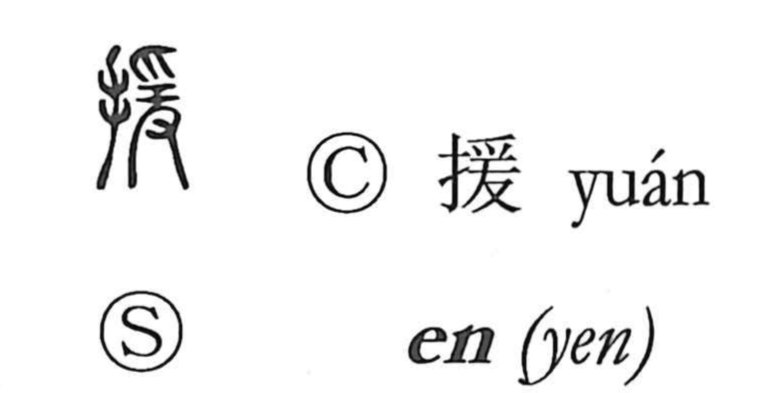 援
Ⓒ 援 yuán
Ⓢ en (yen)